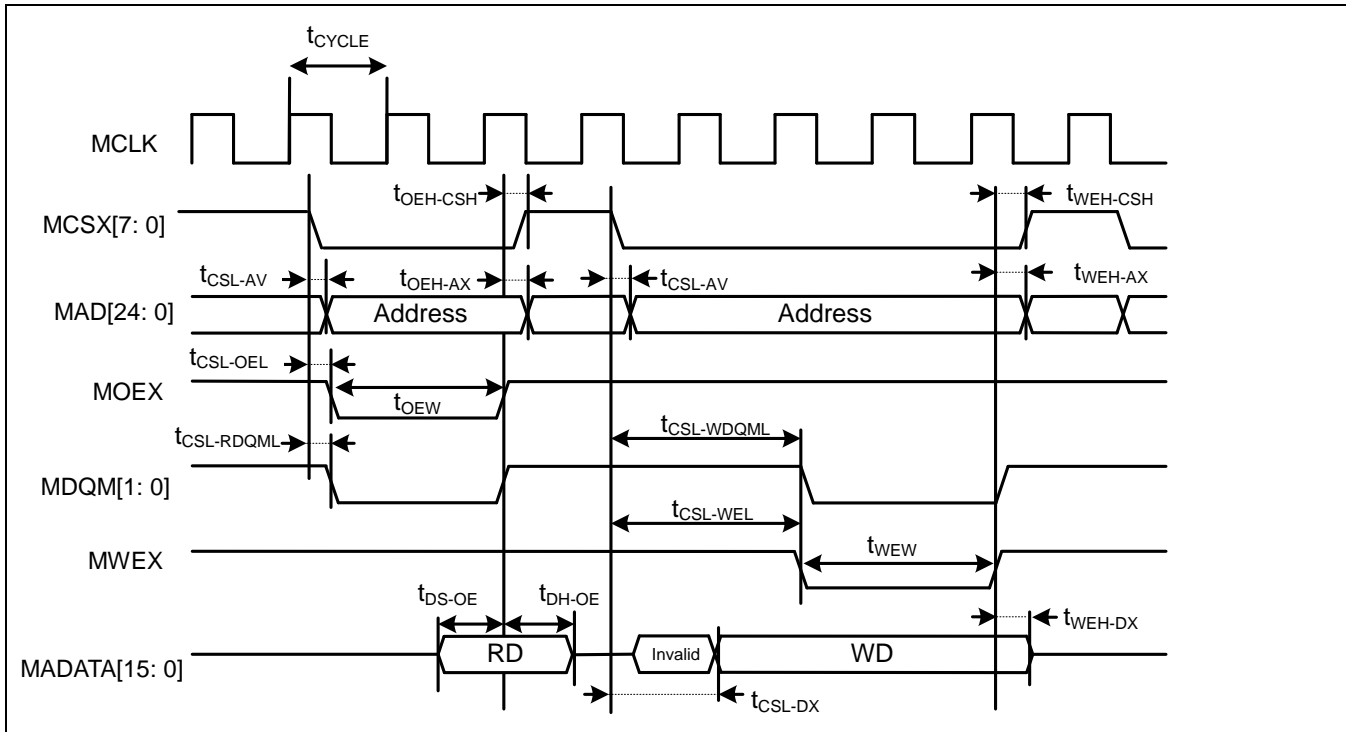 tCYCLE
MCLK
tOEH-CSH
tWEH-CSH
MCSX[7: 0]
tCSL-AV
tOEH-AX
tCSL-AV
tWEH-AX
MAD[24: 0]
Address
Address
tCSL-OEL
MOEX
tOEW
tCSL-RDQML
tCSL-WDQML
MDQM[1: 0]
tCSL-WEL
MWEX
tWEW
tDS-OE
tDH-OE
tWEH-DX
MADATA[15: 0]
RD
Invalid
WD
tCSL-DX